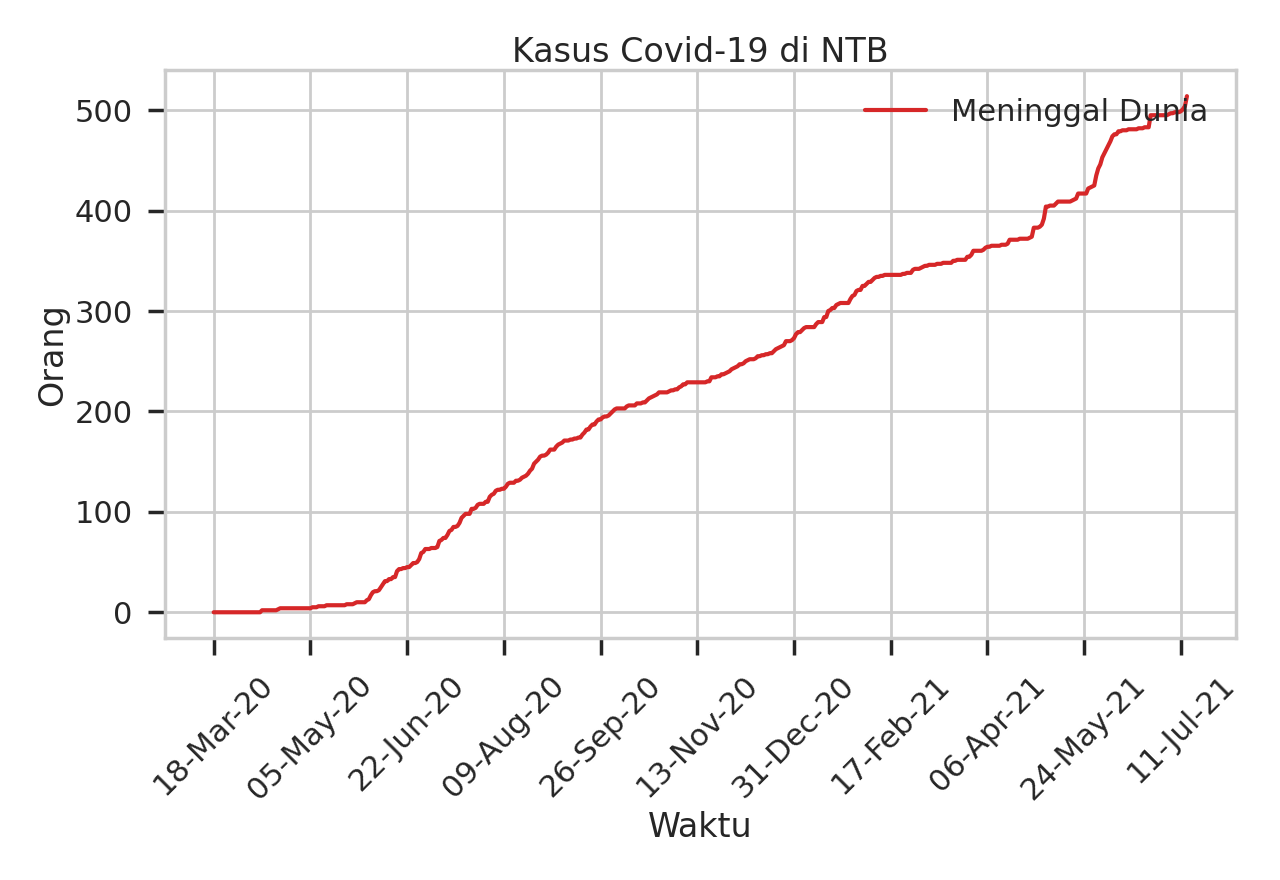 Kasus Covid-19 di NTB
Meninggal Dunia
Orang
500
400
300
200
100
0
18-Mar-20
05-May-20
22-Jun-20
09-Aug-20
26-Sep-20
13-Nov-20
31-Dec-20
17-Feb-21
06-Apr-21
24-May-21
11-Jul-21
Waktu